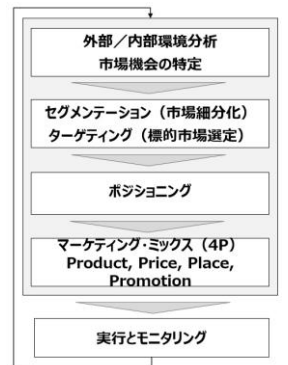 外部／内部環境分析
市場機会の特定
セグメンテーション（市場細分化）
ターゲティング（標的市場選定）
ポジショニング
マーケティング・ミックス（4P）
Product, Price, Place,
Promotion
実行とモニタリング